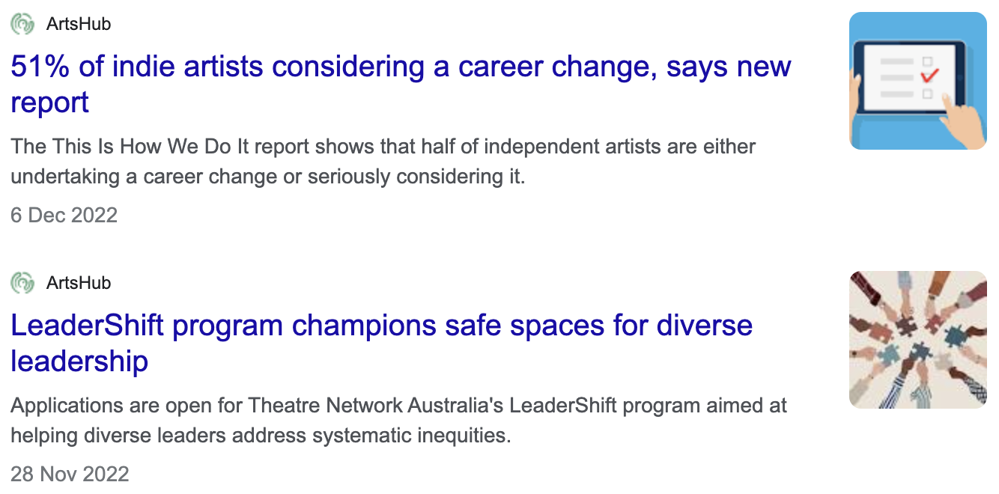 ArtsHub
51% of indie artists considering a career change, says new
report
The This Is How We Do It report shows that half of independent artists are either
undertaking a career change or seriously considering it.
6 Dec 2022
ArtsHub
LeaderShift program champions safe spaces for diverse
leadership
Applications are open for Theatre Network Australia's LeaderShift program aimed at
helping diverse leaders address systematic inequities.
28 Nov 2022